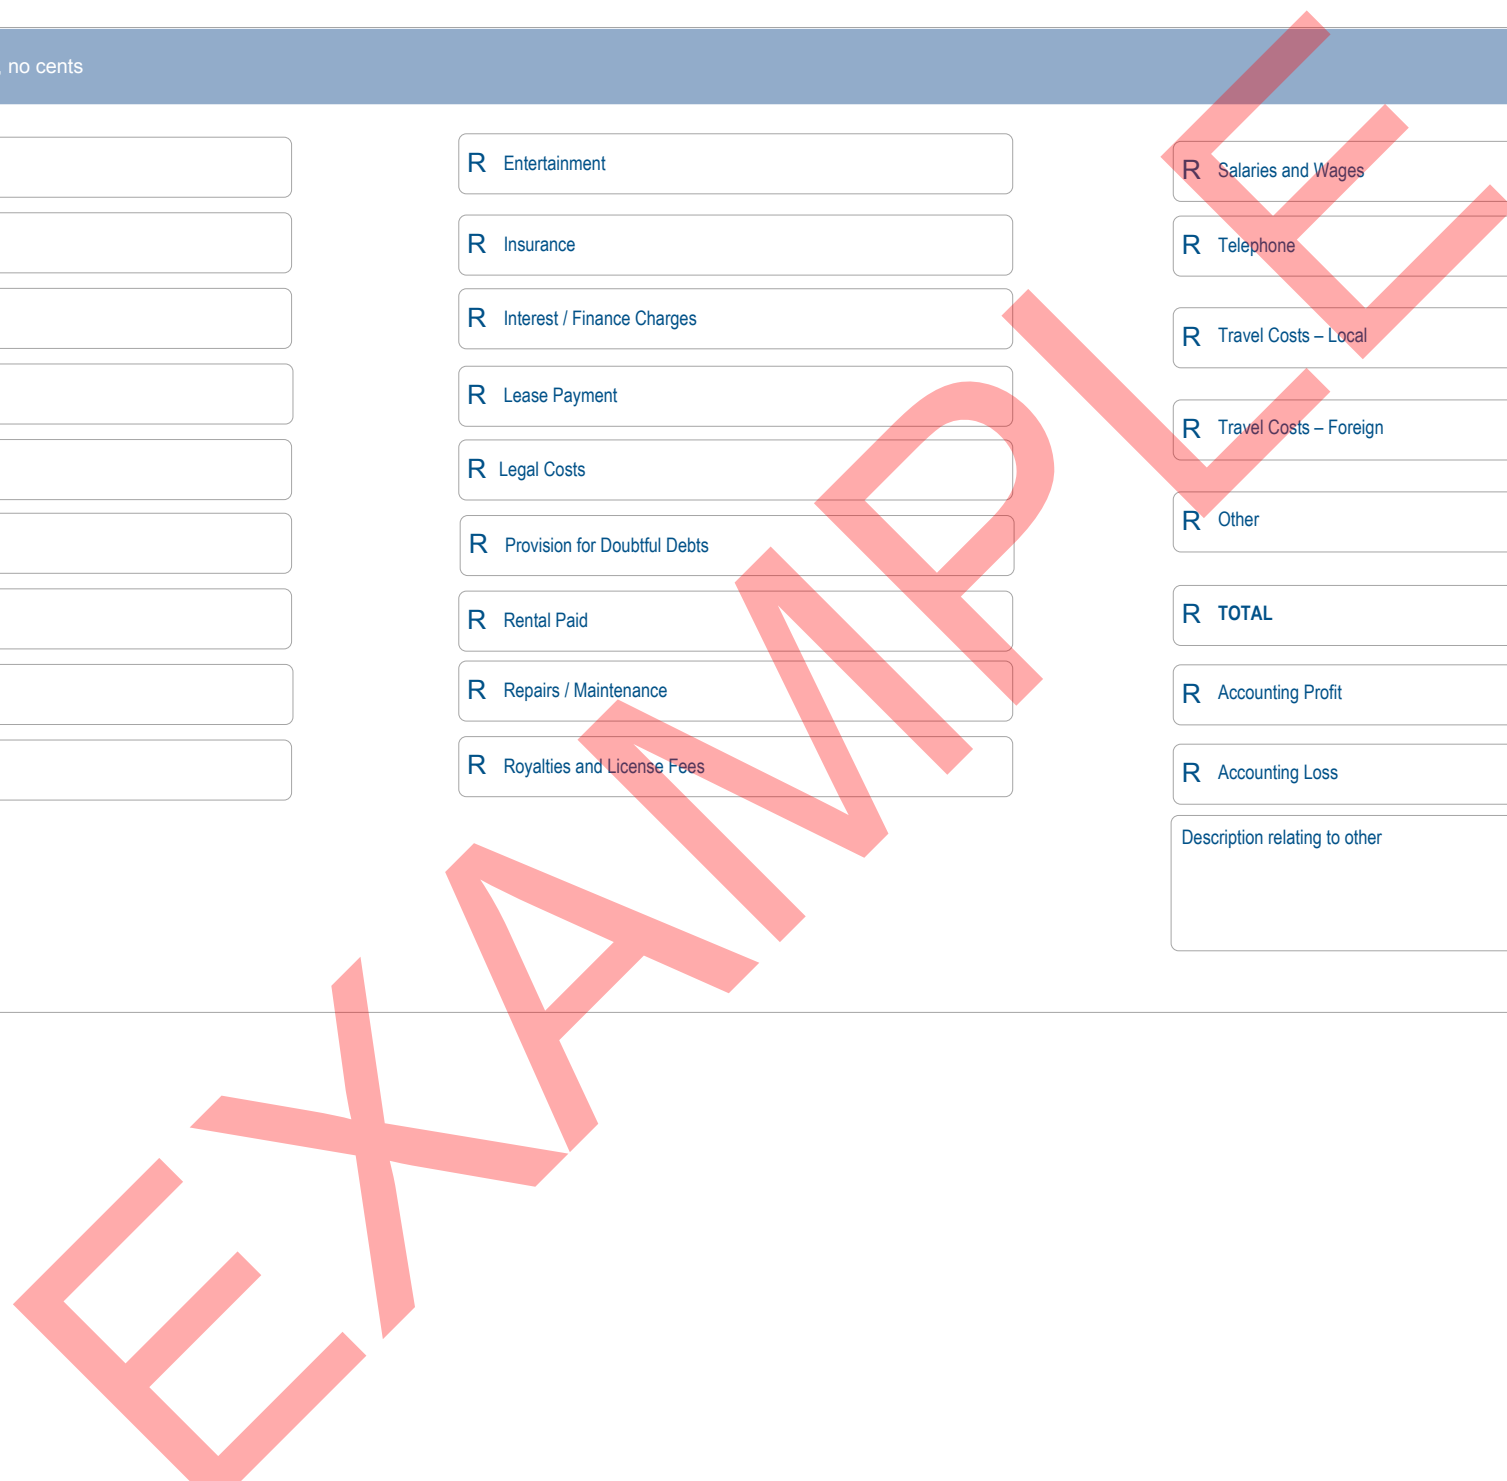 , no cents
R Entertainment
R Insurance
R Interest / Finance Charges
R Lease Payment
R Legal Costs
R Provision for Doubtful Debts
R Rental Paid
R Repairs / Maintenance
R Royalties and License Fees
R Salaries and Wages
R Telephone
R Travel Costs – Local
R Travel Costs – Foreign
R Other
R TOTAL
R Accounting Profit
R Accounting Loss
Description relating to other
EXAMPLE